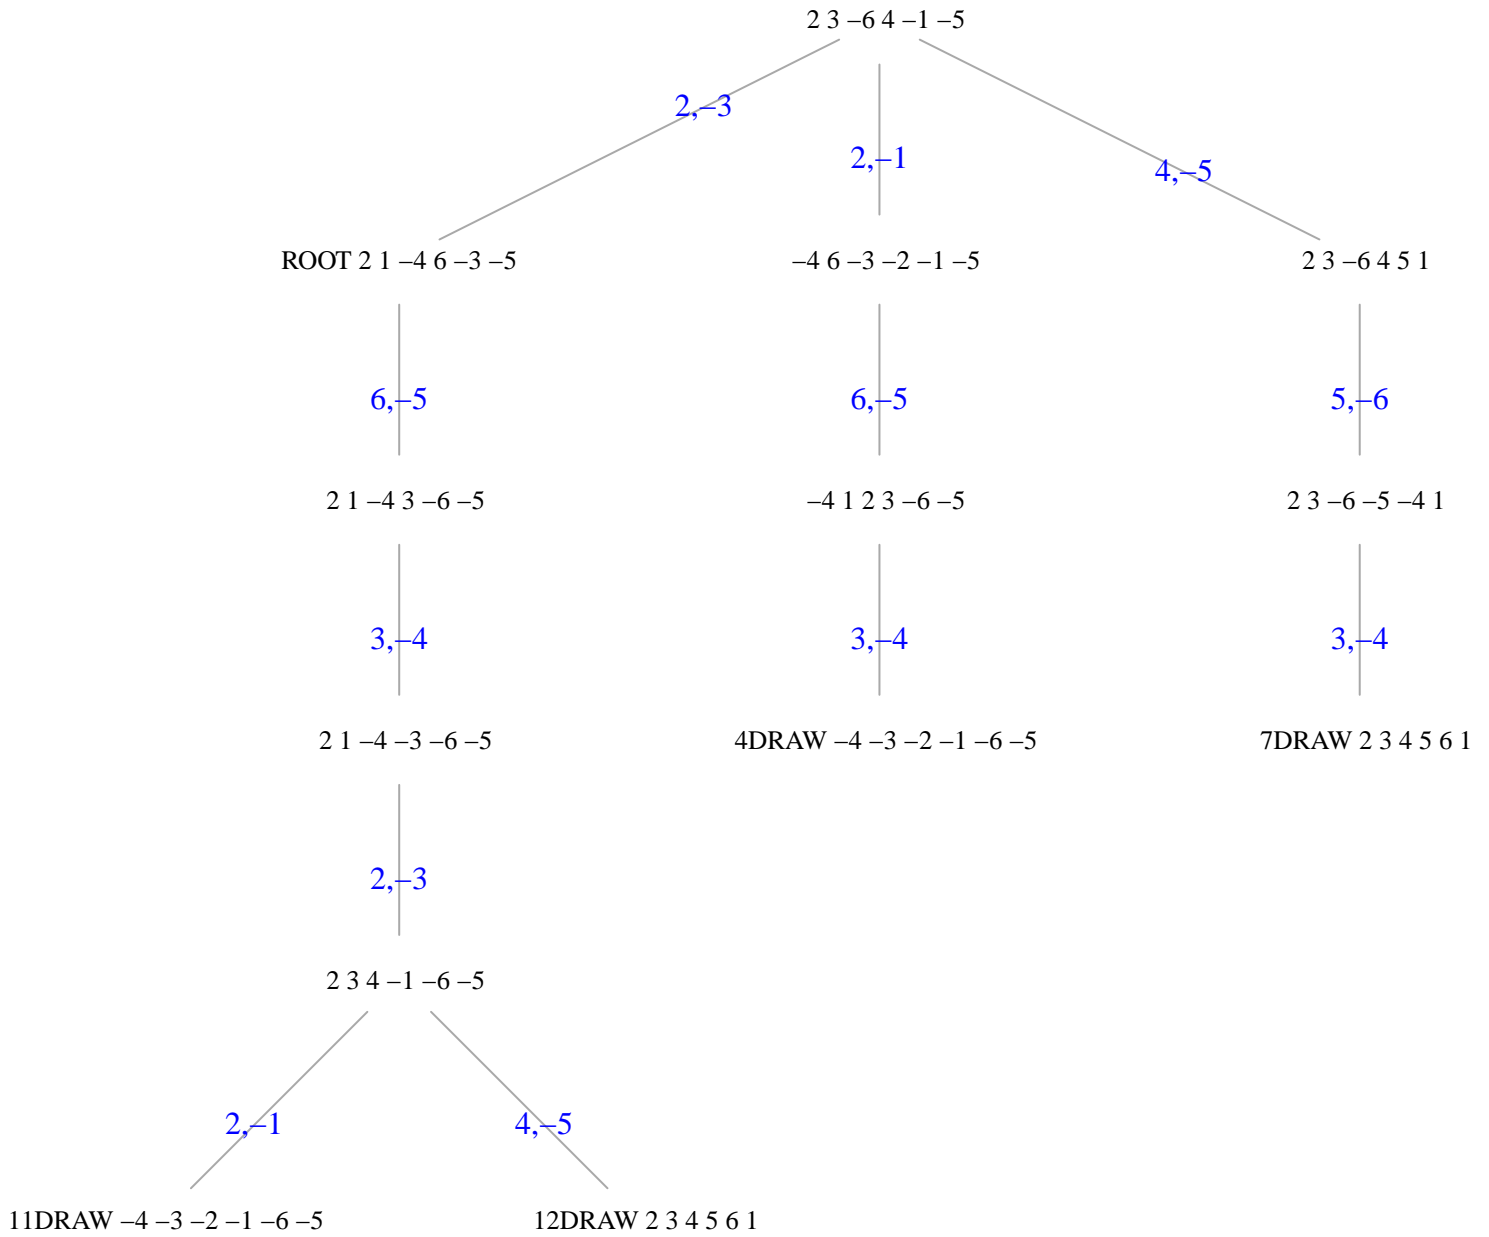 2 3 –6 4 –1 –5
2,–3
2,–1
4,–5
ROOT 2 1 –4 6 –3 –5
–4 6 –3 –2 –1 –5
2 3 –6 4 5 1
6,–5
6,–5
5,–6
2 1 –4 3 –6 –5
–4 1 2 3 –6 –5
2 3 –6 –5 –4 1
3,–4
3,–4
3,–4
2 1 –4 –3 –6 –5
4DRAW –4 –3 –2 –1 –6 –5
7DRAW 2 3 4 5 6 1
2,–3
2 3 4 –1 –6 –5
2,–1
4,–5
11DRAW –4 –3 –2 –1 –6 –5
12DRAW 2 3 4 5 6 1